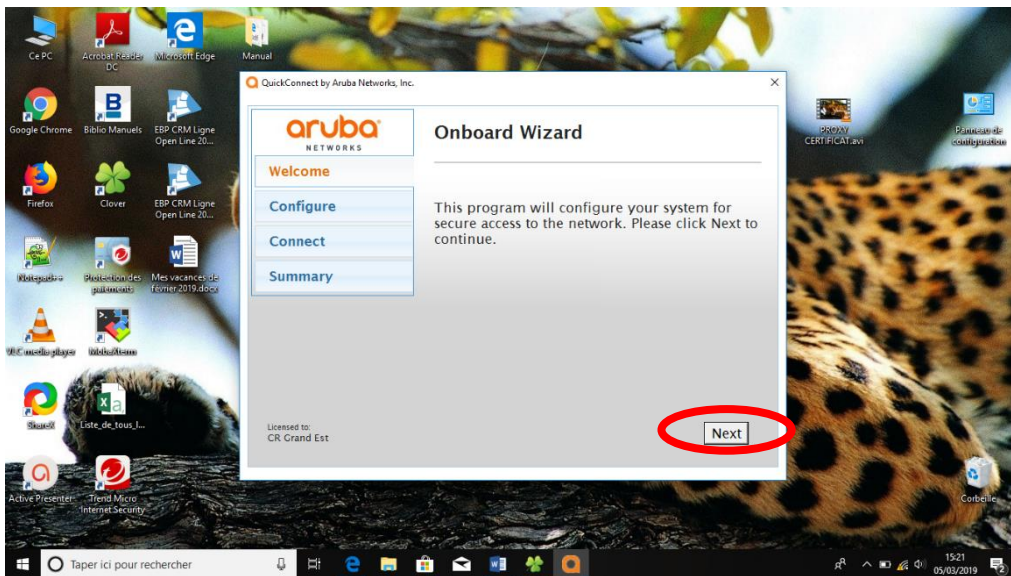 Ce PC
Acrobat Reader
DC
Microsoft Edge
Manuel
Google Chrome
Biblio Manuels
EBP CRM Ligne
Open Line 20...
Firefox
Clover
EBP CRM Ligne
Open Line 20...
Notepad++
Protection des
paiements
Mes vacances de
février 2019.docx
VLC media player
MobaXterm
ShareX
Liste_de_tous_l...
Active Presenter
Trend Micro
Internet Security
QuickConnect by Aruba Networks, Inc.
aruba
NETWORKS
Welcome
Configure
Connect
Summary
Onboard Wizard
This program will configure your system for
secure access to the network. Please click Next to
continue.
Licensed to:
CR Grand Est
Next
PROXY
CERTIFICAT.avi
Panneau de
configuration
Corbeille
Taper ici pour rechercher
15:21
05/03/2019
2